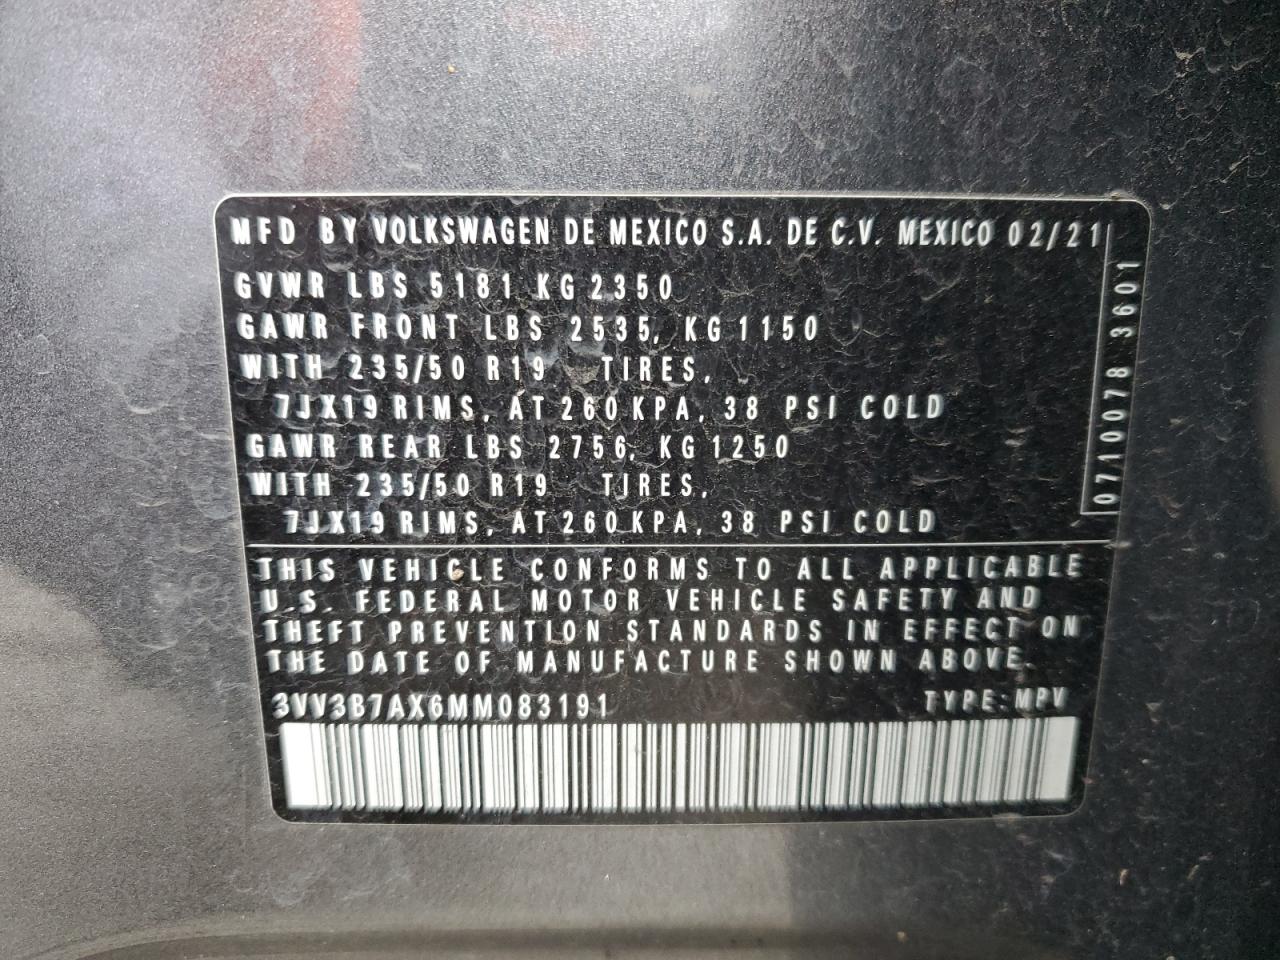 MFD BY VOLKSWAGEN DE MEXICO S.A. DE C.V. MEXICO 02/21
GVWR LBS 5181 KG 2350
GAWR FRONT LBS 2535, KG 1150
WITH 235/50 R19 TIRES,
7JX19 RIMS, AT 260 KPA, 38 PSI COLD
GAWR REAR LBS 2756, KG 1250
WITH 235/50 R19 TIRES,
7JX19 RIMS, AT 260 KPA, 38 PSI COLD
0710078 3601
THIS VEHICLE CONFORMS TO ALL APPLICABLE
U.S. FEDERAL MOTOR VEHICLE SAFETY AND
THEFT PREVENTION STANDARDS IN EFFECT ON
THE DATE OF MANUFACTURE SHOWN ABOVE.
3VV3B7AX6MM083191 TYPE: MPV